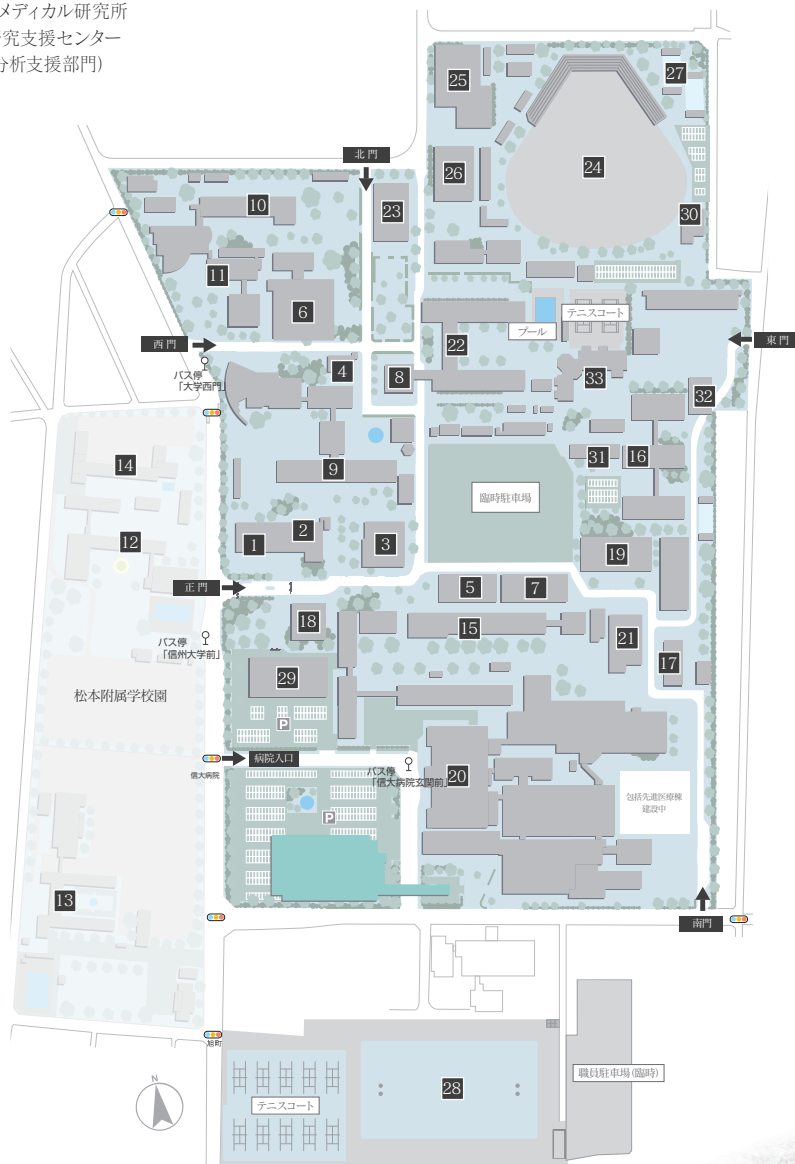 メディカル研究所
究支援センター
分析支援部門)
27
25
24
北門
26
10
23
30
11
6
テニスコート
プール
西門
22
東門
バス停
「大学西門」
4
8
33
32
31
16
9
14
臨時駐車場
12
2
1
3
19
正門
5
7
18
15
21
バス停
「信州大学前」
17
29
松本附属学校園
P
病院入口
信大病院
バス停
「信大病院玄関前」
20
包括先進医療棟
建設中
P
13
南門
旭町
職員駐車場(臨時)
N
28
テニスコート